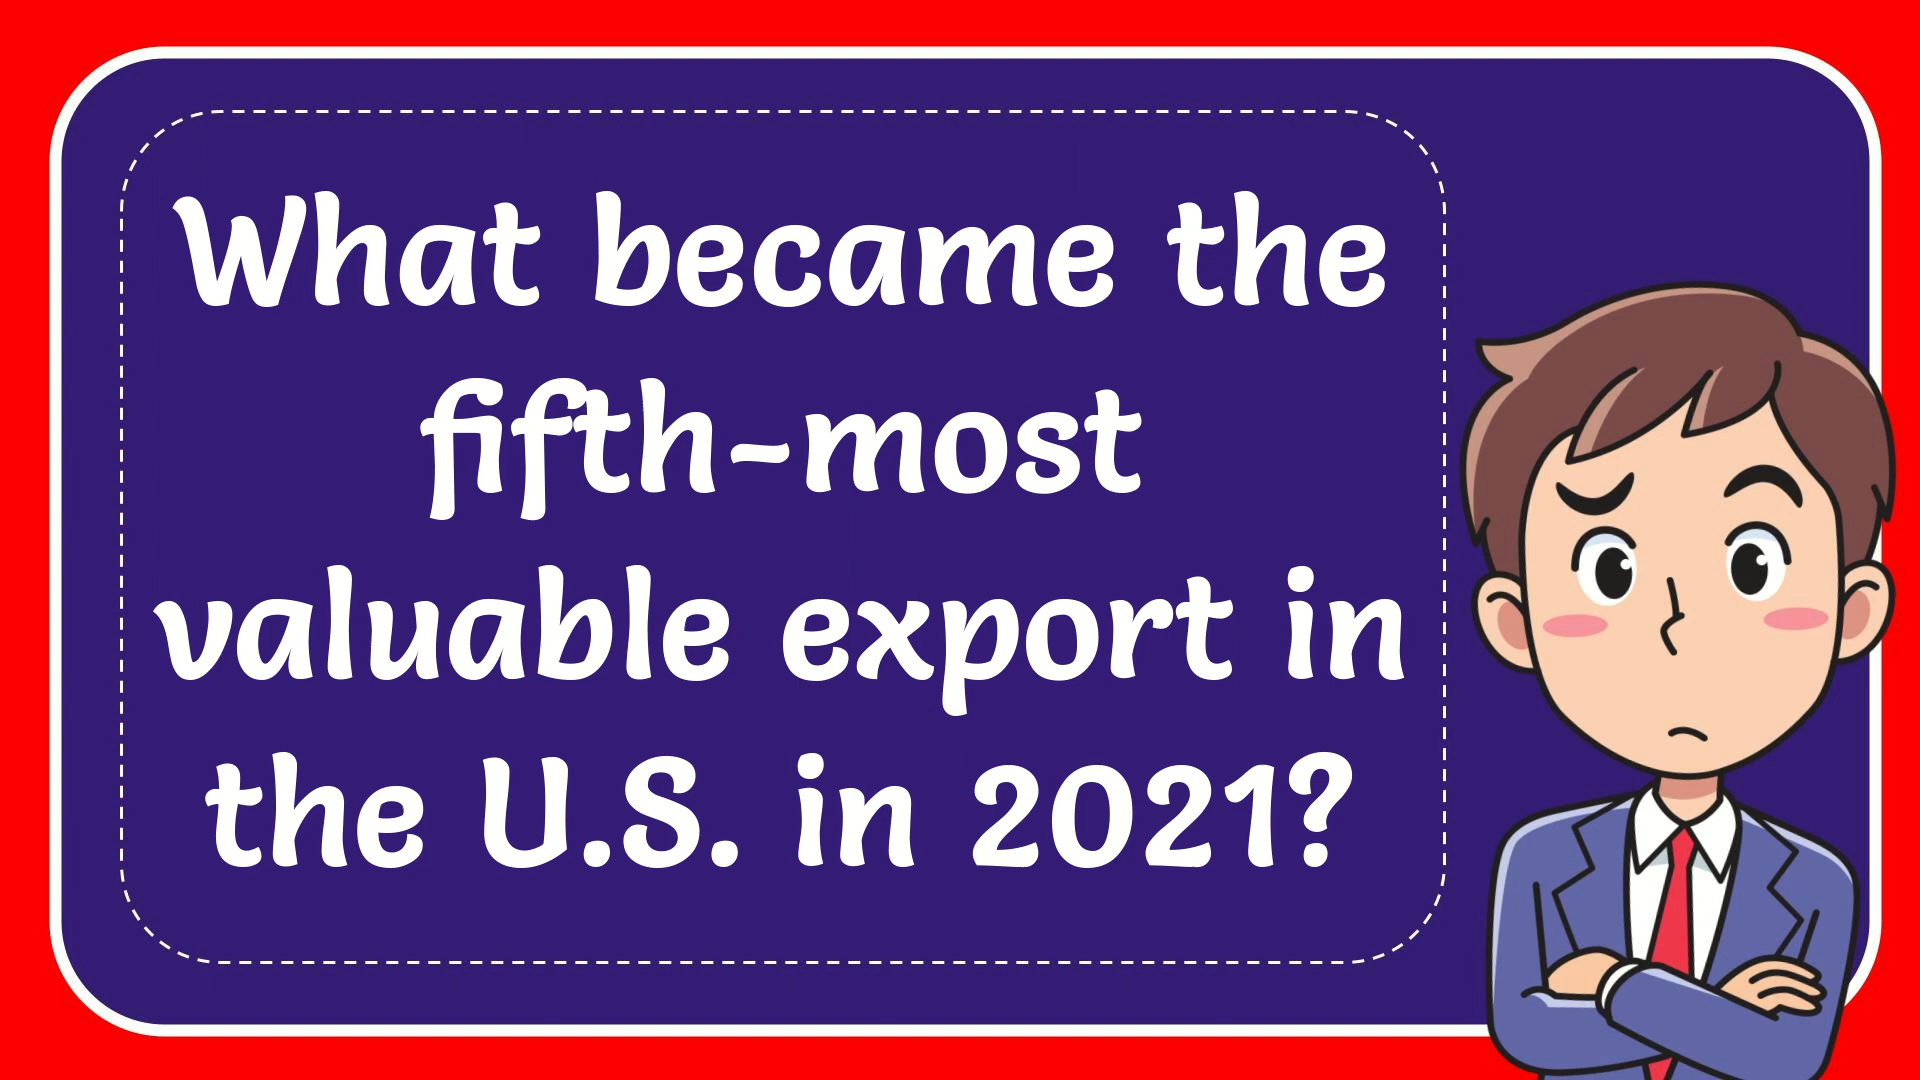 What became the
fifth-most
valuable export in
the U.S. in 2021?